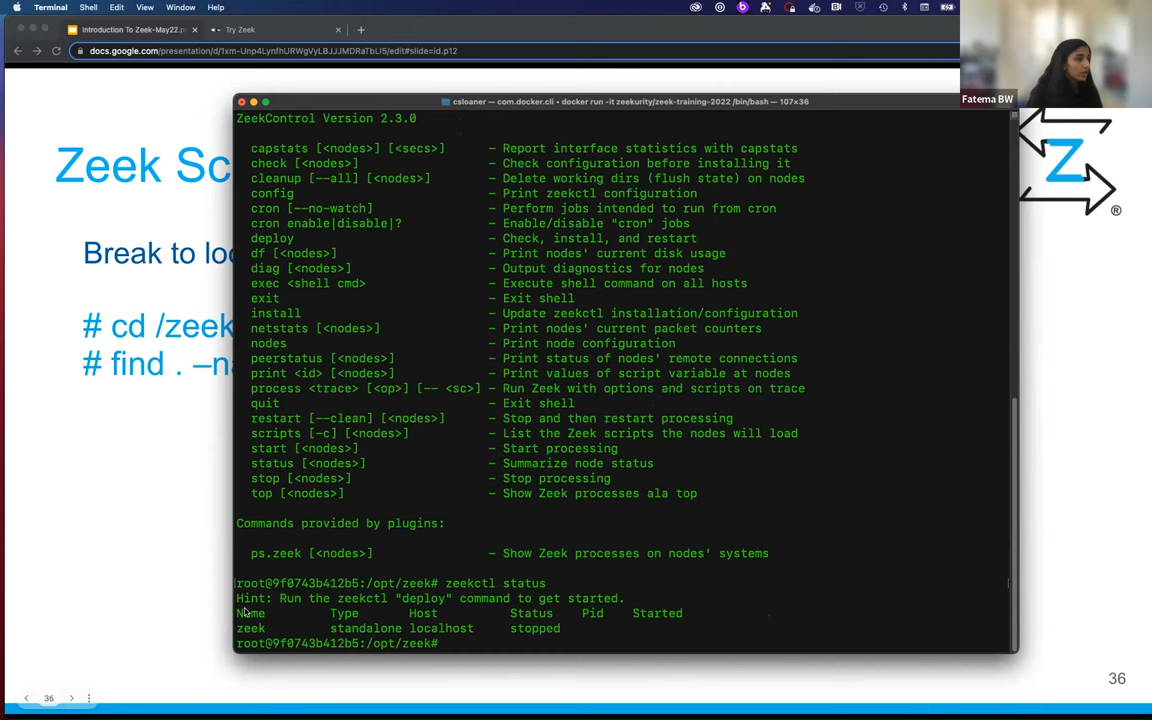 Terminal Shell Edit View Window Help
Introduction To Zeek-May22.p
Try Zeek
docs.google.com/presentation/d/1xm-Unp4LynfhURWgVyLBJJJMDRaTbLI5/edit#slide=id.p12
Fatema BW
csloaner — com.docker.cli • docker run -it zeekurity/zeek-training-2022 /bin/bash — 107×36
Zeek Sc
Break to loo
# cd /zeek
# find . –na
Z
®
ZeekControl Version 2.3.0
capstats [<nodes>] [<secs>] - Report interface statistics with capstats
check [<nodes>] - Check configuration before installing it
cleanup [--all] [<nodes>] - Delete working dirs (flush state) on nodes
config - Print zeekctl configuration
cron [--no-watch] - Perform jobs intended to run from cron
cron enable|disable|? - Enable/disable "cron" jobs
deploy - Check, install, and restart
df [<nodes>] - Print nodes' current disk usage
diag [<nodes>] - Output diagnostics for nodes
exec <shell cmd> - Execute shell command on all hosts
exit - Exit shell
install - Update zeekctl installation/configuration
netstats [<nodes>] - Print nodes' current packet counters
nodes - Print node configuration
peerstatus [<nodes>] - Print status of nodes' remote connections
print <id> [<nodes>] - Print values of script variable at nodes
process <trace> [<op>] [-- <sc>] - Run Zeek with options and scripts on trace
quit - Exit shell
restart [--clean] [<nodes>] - Stop and then restart processing
scripts [-c] [<nodes>] - List the Zeek scripts the nodes will load
start [<nodes>] - Start processing
status [<nodes>] - Summarize node status
stop [<nodes>] - Stop processing
top [<nodes>] - Show Zeek processes ala top
Commands provided by plugins:
ps.zeek [<nodes>] - Show Zeek processes on nodes' systems
root@9f0743b412b5:/opt/zeek# zeekctl status
Hint: Run the zeekctl "deploy" command to get started.
Name Type Host Status Pid Started
zeek standalone localhost stopped
root@9f0743b412b5:/opt/zeek#
36
36